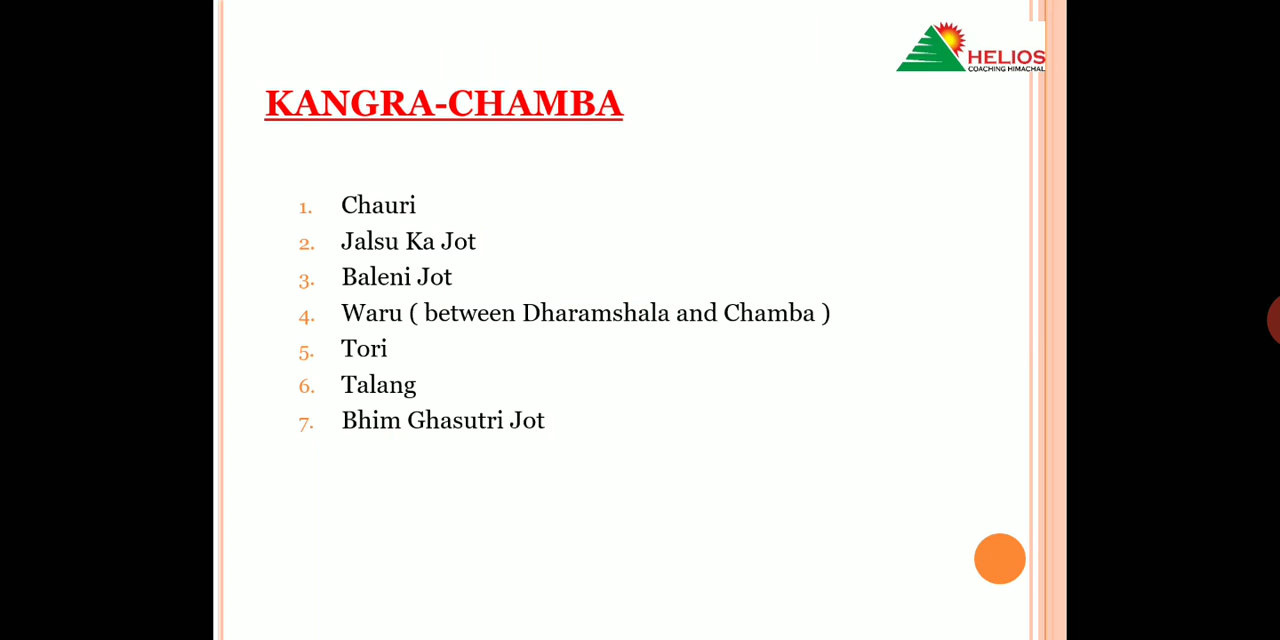 HELIOS
COACHING HIMACHAL
KANGRA-CHAMBA
1. Chauri
2. Jalsu Ka Jot
3. Baleni Jot
4. Waru ( between Dharamshala and Chamba )
5. Tori
6. Talang
7. Bhim Ghasutri Jot